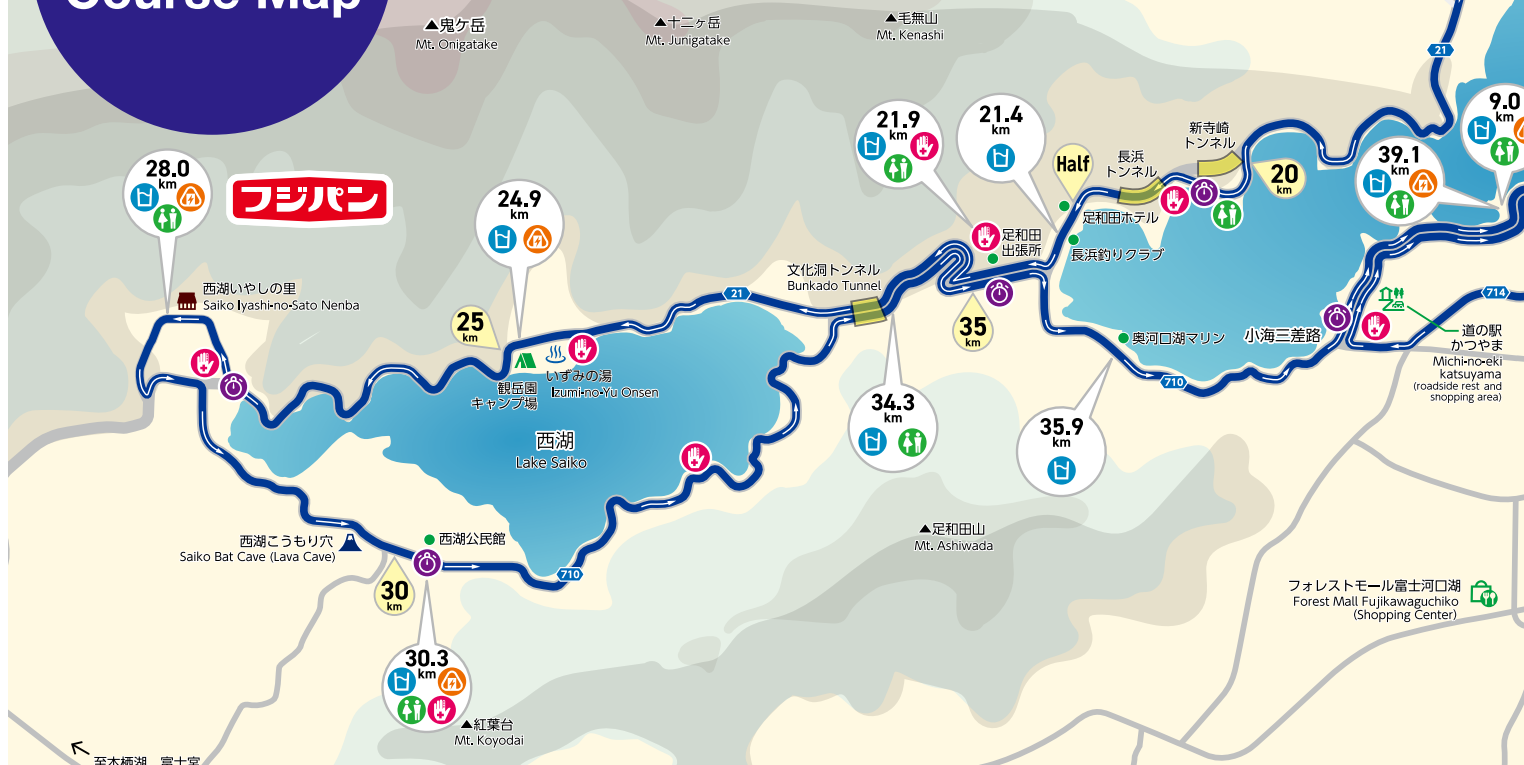 Course Map
▲鬼ケ岳
Mt. Onigatake
▲十二ヶ岳
Mt. Junigatake
▲毛無山
Mt. Kenashi
21
28.0
km
フジパン
24.9
km
21.9
km
21.4
km
Half
長浜
トンネル
新寺崎
トンネル
20
km
39.1
km
9.0
km
足和田ホテル
長浜釣りクラブ
足和田
出張所
文化洞トンネル
Bunkado Tunnel
西湖いやしの里
Saiko Iyashi-no-Sato Nenba
21
25
km
35
km
714
小海三差路
道の駅
かつやま
Michi-no-eki
katsuyama
(roadside rest and
shopping area)
奥河口湖マリン
710
いずみの湯
Izumi-no-Yu Onsen
観岳園
キャンプ場
34.3
km
35.9
km
西湖
Lake Saiko
▲足和田山
Mt. Ashiwada
西湖こうもり穴
Saiko Bat Cave (Lava Cave)
西湖公民館
710
30
km
フォレストモール富士河口湖
Forest Mall Fujikawaguchiko
(Shopping Center)
30.3
km
▲紅葉台
Mt. Koyodai
至本栖湖 富士宮